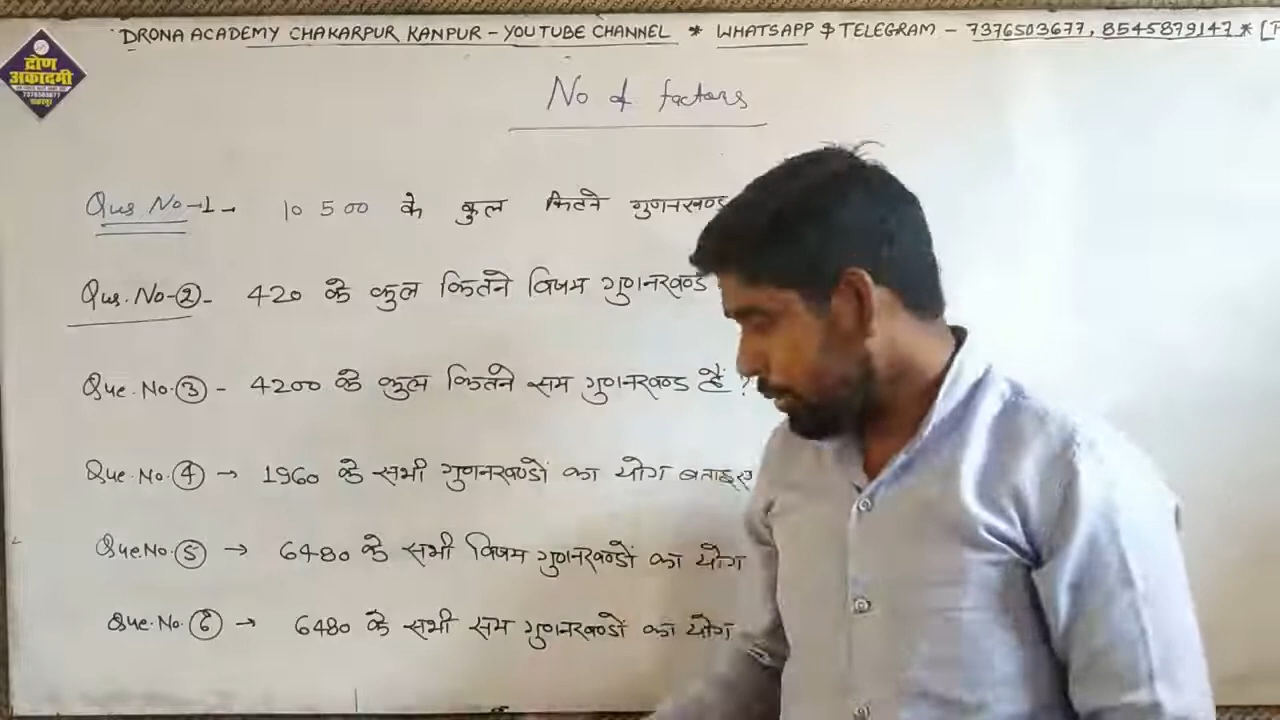 DRONA ACADEMY CHAKARPUR KANPUR - YOUTUBE CHANNEL * WHATSAPP & TELEGRAM - 7376503677, 8545879147 * [
द्रोण
अकादमी
7376503677
No of factors
Qus No-1- 10500 के कुल कितने गुणनखण्ड
Qus. No-② - 420 के कुल कितने विषम गुणनखण्ड
Que. No. ③ - 4200 के कुल कितने सम गुणनखण्ड हैं ?
Que. No. ④ → 1960 के सभी गुणनखण्डों का योग बताइए
Que No. ⑤ → 6480 के सभी विषम गुणनखण्डों का योग
Que. No. ⑥ → 6480 के सभी सम गुणनखण्डों का योग